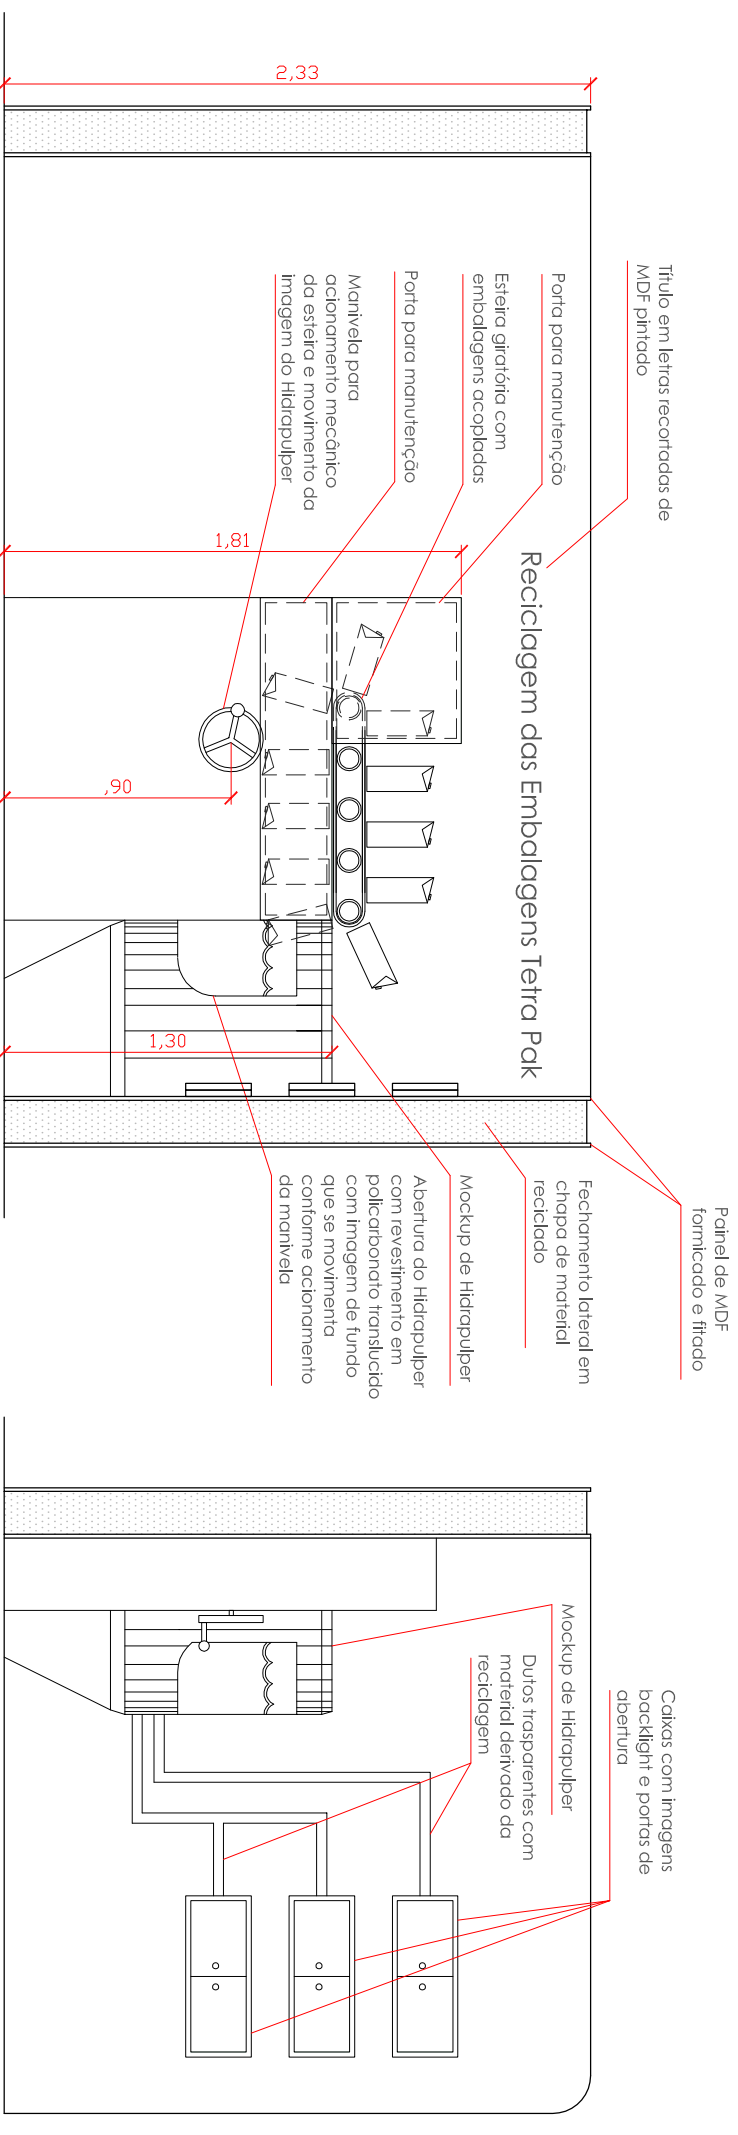 Título em letras recortadas de
MDF pintado
Porta para manutenção
Esteira giratória com
embalagens acopladas
Porta para manutenção
Manivela para
acionamento mecânico
da esteira e movimento da
imagem do Hidrapulper
2,33
1,81
,90
1,30
Reciclagem das Embalagens Tetra Pak
Painel de MDF
formicado e fitado
Fechamento lateral em
chapa de material
reciclado
Mockup de Hidrapulper
Abertura do Hidrapulper
com revestimento em
policarbonato translucido
com imagem de fundo
que se movimenta
conforme acionamento
da manivela
Caixas com imagens
backlight e portas de
abertura
Mockup de Hidrapulper
Dutos trasparentes com
material derivado da
reciclagem